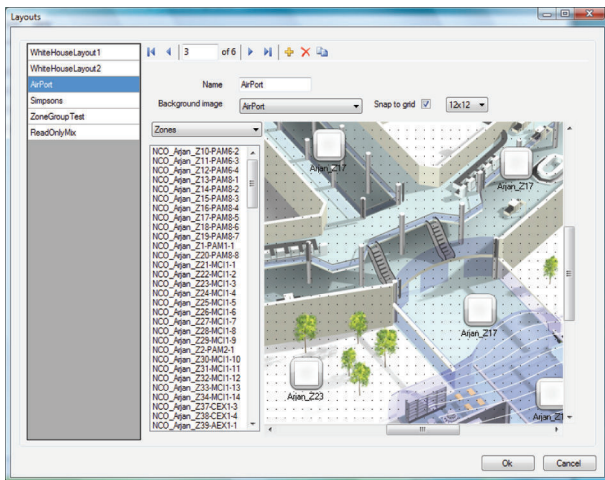 Layouts
WhiteHouseLayout1
WhiteHouseLayout2
AirPort
Simpsons
ZoneGroupTest
ReadOnlyMix
3 of 6
Name AirPort
Background image AirPort Snap to grid 12x12
Zones
NCO_Arjan_Z10-PAM6-2
NCO_Arjan_Z11-PAM6-3
NCO_Arjan_Z12-PAM6-4
NCO_Arjan_Z13-PAM8-1
NCO_Arjan_Z14-PAM8-2
NCO_Arjan_Z15-PAM8-3
NCO_Arjan_Z16-PAM8-4
NCO_Arjan_Z17-PAM8-5
NCO_Arjan_Z18-PAM8-6
NCO_Arjan_Z19-PAM8-7
NCO_Arjan_Z1-PAM1-1
NCO_Arjan_Z20-PAM8-8
NCO_Arjan_Z21-MCI1-1
NCO_Arjan_Z22-MCI1-2
NCO_Arjan_Z23-MCI1-3
NCO_Arjan_Z24-MCI1-4
NCO_Arjan_Z25-MCI1-5
NCO_Arjan_Z26-MCI1-6
NCO_Arjan_Z27-MCI1-7
NCO_Arjan_Z28-MCI1-8
NCO_Arjan_Z29-MCI1-9
NCO_Arjan_Z2-PAM2-1
NCO_Arjan_Z30-MCI1-10
NCO_Arjan_Z31-MCI1-11
NCO_Arjan_Z32-MCI1-12
NCO_Arjan_Z33-MCI1-13
NCO_Arjan_Z34-MCI1-14
NCO_Arjan_Z37-CEX1-3
NCO_Arjan_Z38-CEX1-4
NCO_Arjan_Z39-AEX1-1
Arjan_Z17
Arjan_Z17
Arjan_Z17
Arjan_Z23
Arjan_Z1
Ok Cancel